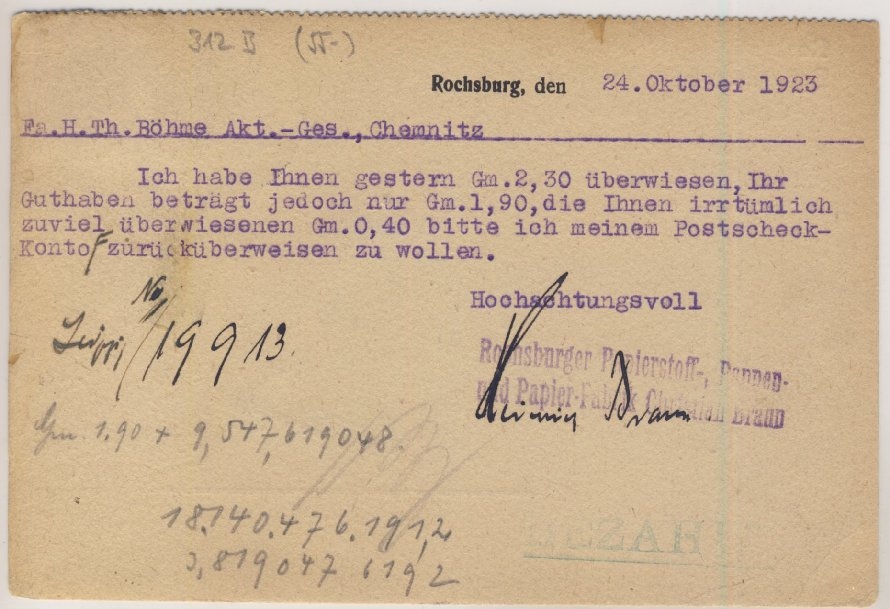 312 B
Rochsburg, den 24.Oktober 1923
Fa.H.Th.Böhme Akt.-Ges.,Chemnitz
Ich habe Ihnen gestern Gm.2,30 überwiesen,Ihr
Guthaben beträgt jedoch nur Gm.1,90,die Ihnen irrtümlich
zuviel überwiesenen Gm.0,40 bitte ich meinem Postscheck-
Konto zurücküberweisen zu wollen.
Hochachtungsvoll
No
19913.
Rochsburger Papierstoff-, Pappen-
und Papier-Fabrik Christian Braun
Gm. 1.90 + 9,547,619048.
18.140.476.191,2
3,819047 6192